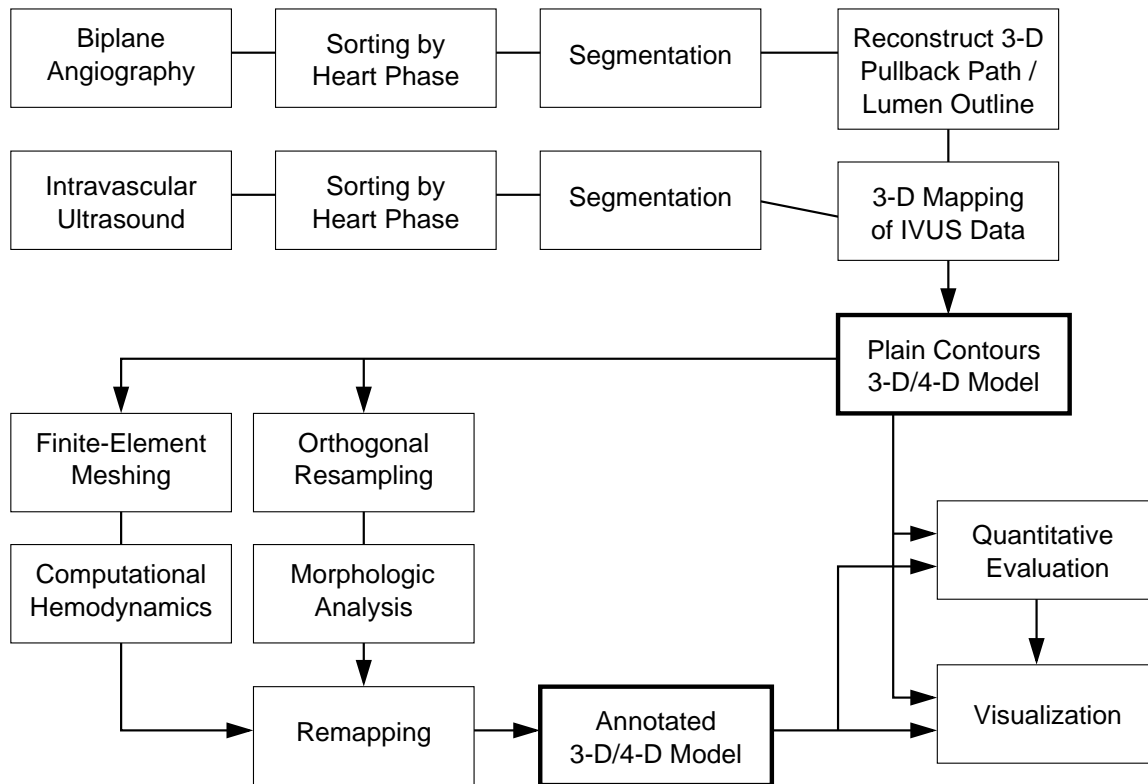 Biplane
Angiography
Sorting by
Heart Phase
Segmentation
Reconstruct 3-D
Pullback Path /
Lumen Outline
Intravascular
Ultrasound
Sorting by
Heart Phase
Segmentation
3-D Mapping
of IVUS Data
Plain Contours
3-D/4-D Model
Finite-Element
Meshing
Orthogonal
Resampling
Computational
Hemodynamics
Morphologic
Analysis
Quantitative
Evaluation
Remapping
Annotated
3-D/4-D Model
Visualization